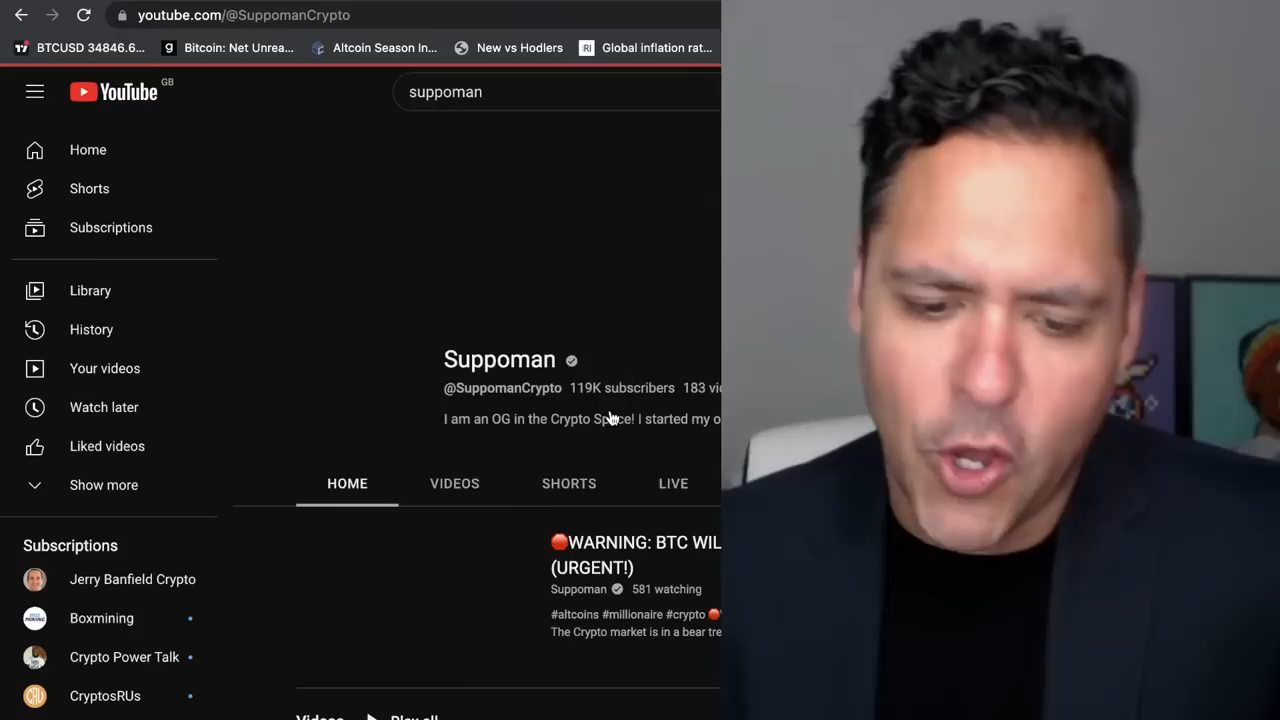 youtube.com/@SuppomanCrypto
BTCUSD 34846.6... Bitcoin: Net Unrea... Altcoin Season In... New vs Hodlers Global inflation rat...
YouTube GB
suppoman
Home
Shorts
Subscriptions
Library
History
Your videos
Watch later
Liked videos
Show more
Subscriptions
Jerry Banfield Crypto
Boxmining
Crypto Power Talk
CryptosRUs
Suppoman
@SuppomanCrypto 119K subscribers 183
I am an OG in the Crypto Space! I started my
HOME VIDEOS SHORTS LIVE
WARNING: BTC WIL
(URGENT!)
Suppoman 581 watching
#altcoins #millionaire #crypto
The Crypto market is in a bear tre
Videos Play all